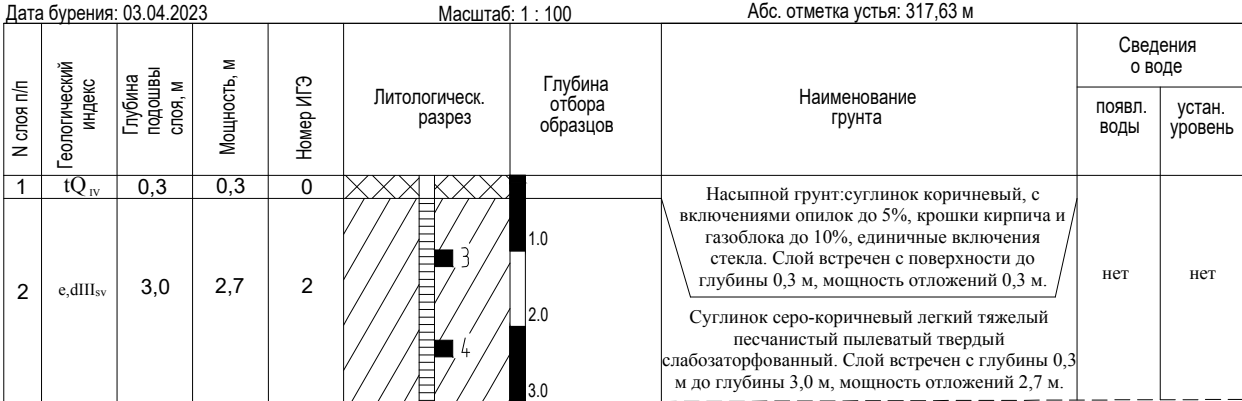 Дата бурения: 03.04.2023 Масштаб: 1 : 100 Абс. отметка устья: 317,63 м
N слоя п/п
Геологический
индекс
Глубина
подошвы
слоя, м
Мощность, м
Номер ИГЭ
Литологическ.
разрез
Глубина
отбора
образцов
Наименование
грунта
Сведения
о воде
появл.
воды
устан.
уровень
1 tQ IV 0,3 0,3 0
Насыпной грунт:суглинок коричневый, с
включениями опилок до 5%, крошки кирпича и
газоблока до 10%, единичные включения
стекла. Слой встречен с поверхности до
глубины 0,3 м, мощность отложений 0,3 м.
2 e,dIIIsv 3,0 2,7 2
3
4
1.0
2.0
3.0
Суглинок серо-коричневый легкий тяжелый
песчанистый пылеватый твердый
слабозаторфованный. Слой встречен с глубины 0,3
м до глубины 3,0 м, мощность отложений 2,7 м.
нет нет